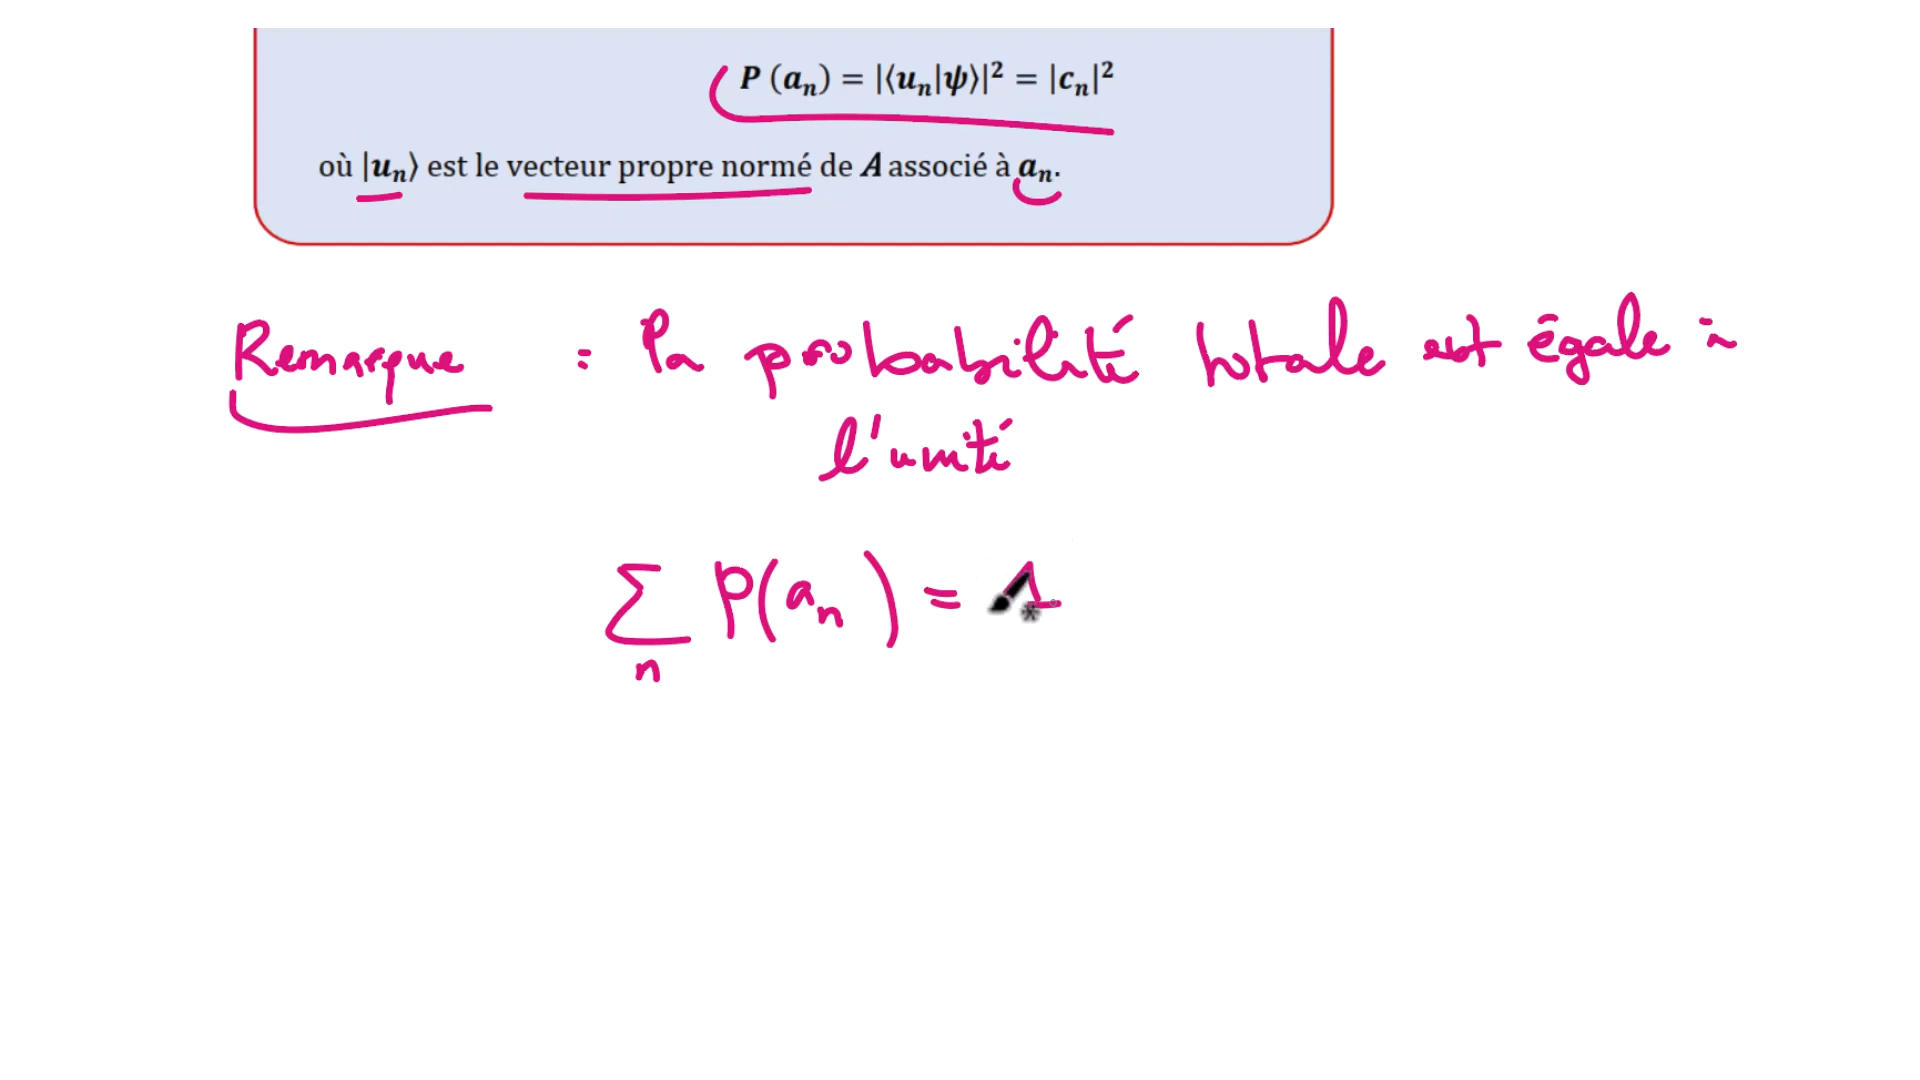 P (aₙ) = |⟨uₙ|ψ⟩|² = |cₙ|²
où |uₙ⟩ est le vecteur propre normé de A associé à aₙ.
Remarque : la probabilité totale est égale à
l'unité
∑ P(aₙ) = 1
n